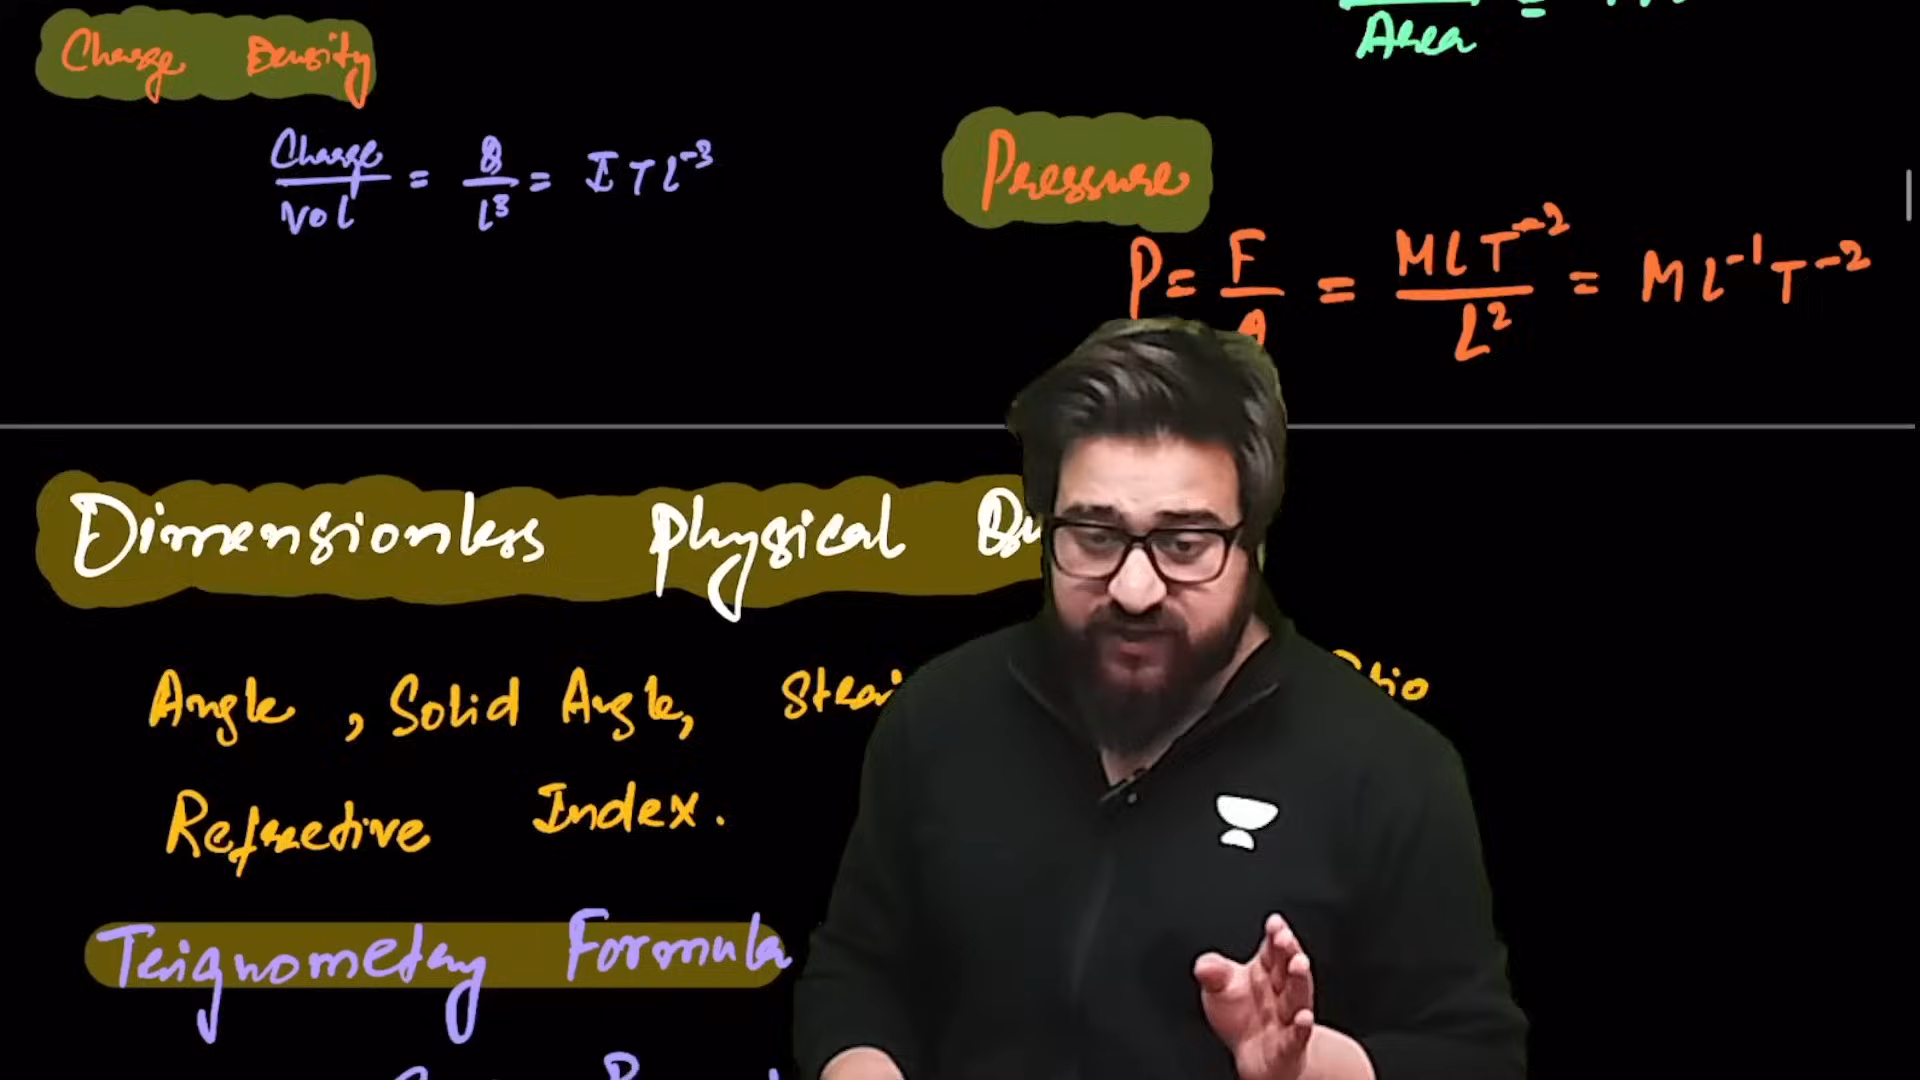 Charge Density
Charge/Vol = Q/L³ = I T L⁻³
Area
Pressure
P = F/A = MLT⁻²/L² = ML⁻¹T⁻²
Dimensionless Physical
Angle, Solid Angle,
Refractive Index.
Trignometry Formula